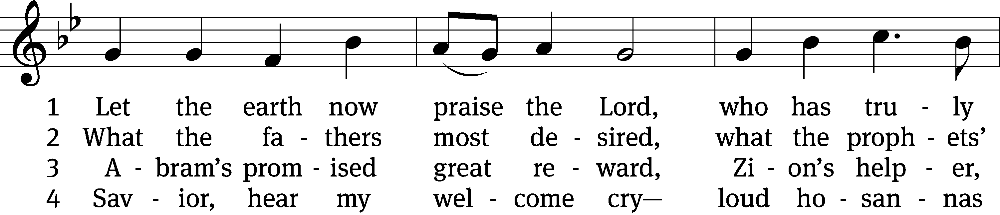 1 Let the earth now praise the Lord, who has tru - ly
2 What the fa - thers most de - sired, what the proph - ets’
3 A - bram’s prom - ised great re - ward, Zi - on’s help - er,
4 Sav - ior, hear my wel - come cry— loud ho - san - nas